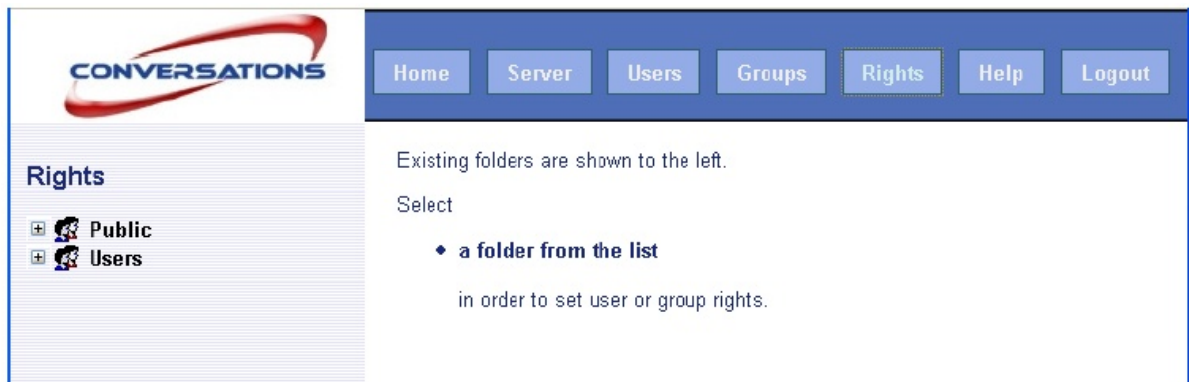 CONVERSATIONS
Home Server Users Groups Rights Help Logout
Rights
Public
Users
Existing folders are shown to the left.
Select
a folder from the list
in order to set user or group rights.